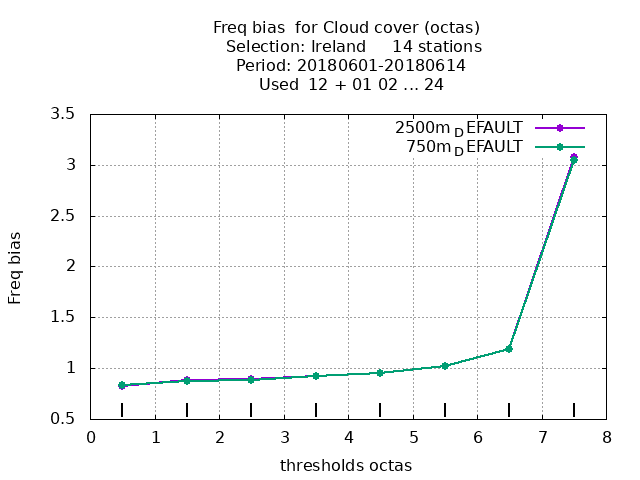 Freq bias  for Cloud cover (octas)
Selection: Ireland     14 stations
Period: 20180601-20180614
Used  12 + 01 02 ... 24
3.5
3
2.5
2
1.5
1
0.5
Freq bias
2500m_DEFAULT
750m_DEFAULT
0 1 2 3 4 5 6 7 8
thresholds octas